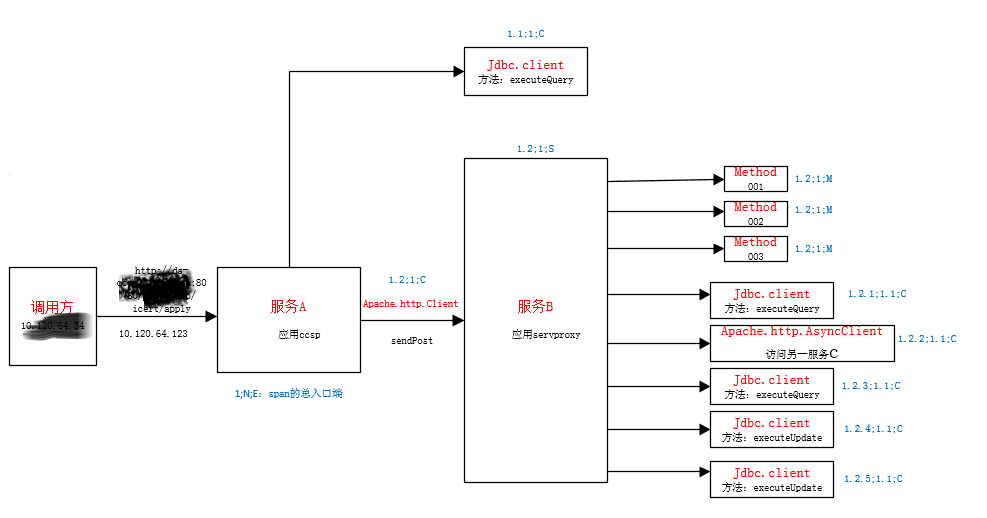 1.1;1;C
Jdbc.client
方法: executeQuery
1.2;1;S
Method
001
1.2;1;M
Method
002
1.2;1;M
Method
003
1.2;1;M
调用方
10.120.64.
http://ds-
:80
icert/apply
10.120.64.123
服务A
应用ccsp
1;N;E: span的总入口端
1.2;1;C
Apache.http.Client
sendPost
服务B
应用servproxy
Jdbc.client
方法: executeQuery
1.2.1;1.1;C
Apache.http.AsyncClient
访问另一服务C
1.2.2;1.1;C
Jdbc.client
方法: executeQuery
1.2.3;1.1;C
Jdbc.client
方法: executeUpdate
1.2.4;1.1;C
Jdbc.client
方法: executeUpdate
1.2.5;1.1;C